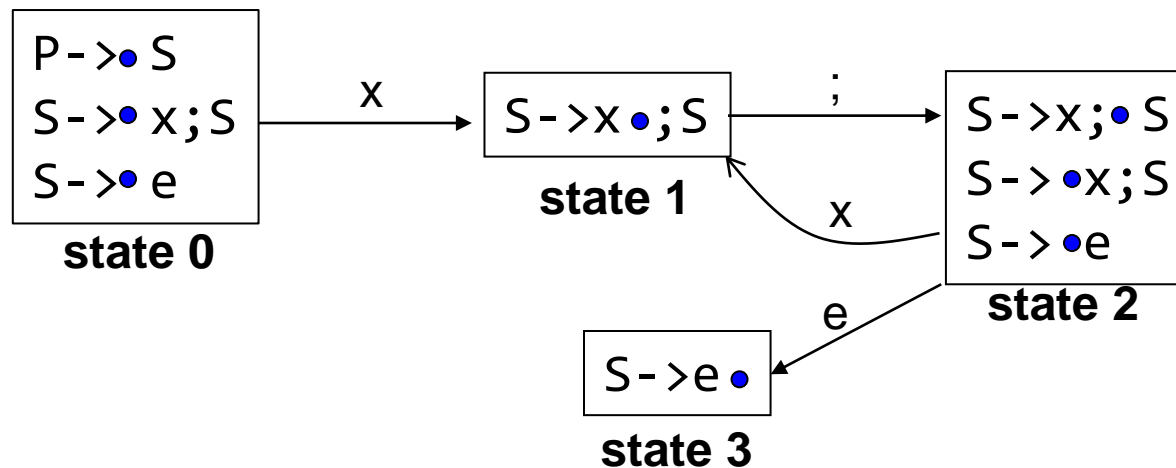 P->• S
S->• x;S
S->• e
state 0
x
S->x •;S
state 1
;
S->x;• S
S-> •x;S
S-> •e
state 2
x
e
S->e •
state 3